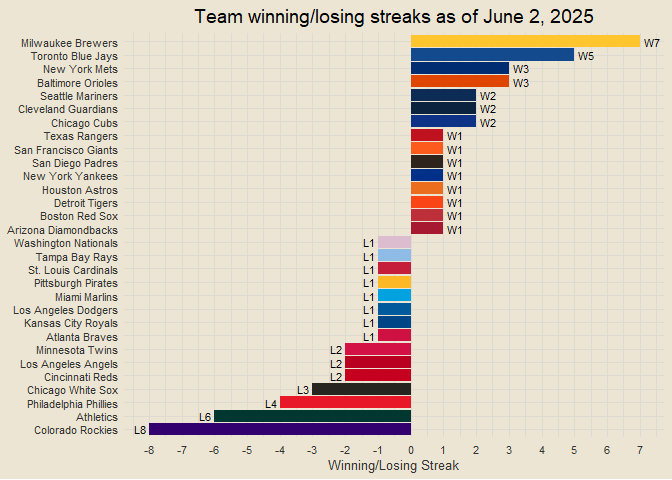 Team winning/losing streaks as of June 2, 2025
Milwaukee Brewers W7
Toronto Blue Jays W5
New York Mets W3
Baltimore Orioles W3
Seattle Mariners W2
Cleveland Guardians W2
Chicago Cubs W2
Texas Rangers W1
San Francisco Giants W1
San Diego Padres W1
New York Yankees W1
Houston Astros W1
Detroit Tigers W1
Boston Red Sox W1
Arizona Diamondbacks W1
Washington Nationals L1
Tampa Bay Rays L1
St. Louis Cardinals L1
Pittsburgh Pirates L1
Miami Marlins L1
Los Angeles Dodgers L1
Kansas City Royals L1
Atlanta Braves L1
Minnesota Twins L2
Los Angeles Angels L2
Cincinnati Reds L2
Chicago White Sox L3
Philadelphia Phillies L4
Athletics L6
Colorado Rockies L8
-8 -7 -6 -5 -4 -3 -2 -1 0 1 2 3 4 5 6 7
Winning/Losing Streak